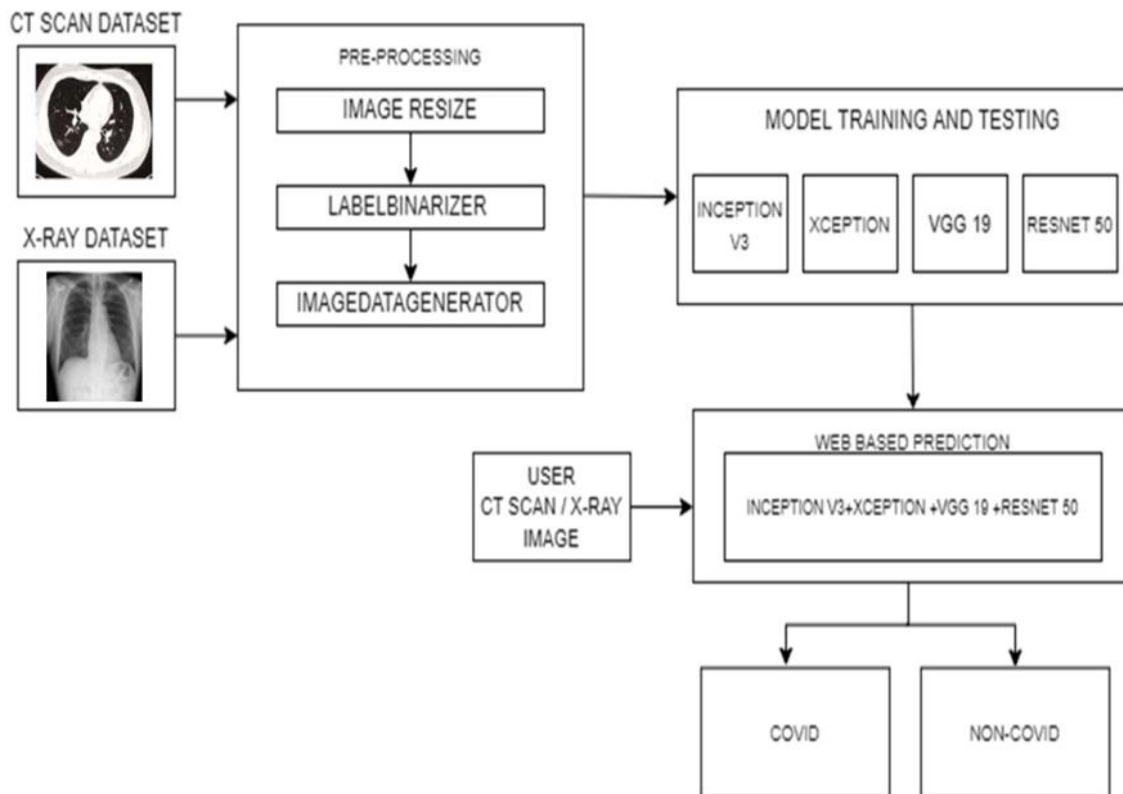 CT SCAN DATASET
X-RAY DATASET
PRE-PROCESSING
IMAGE RESIZE
LABELBINARIZER
IMAGEDATAGENERATOR
MODEL TRAINING AND TESTING
INCEPTION
V3
XCEPTION
VGG 19
RESNET 50
USER
CT SCAN / X-RAY
IMAGE
WEB BASED PREDICTION
INCEPTION V3+XCEPTION +VGG 19 +RESNET 50
COVID
NON-COVID